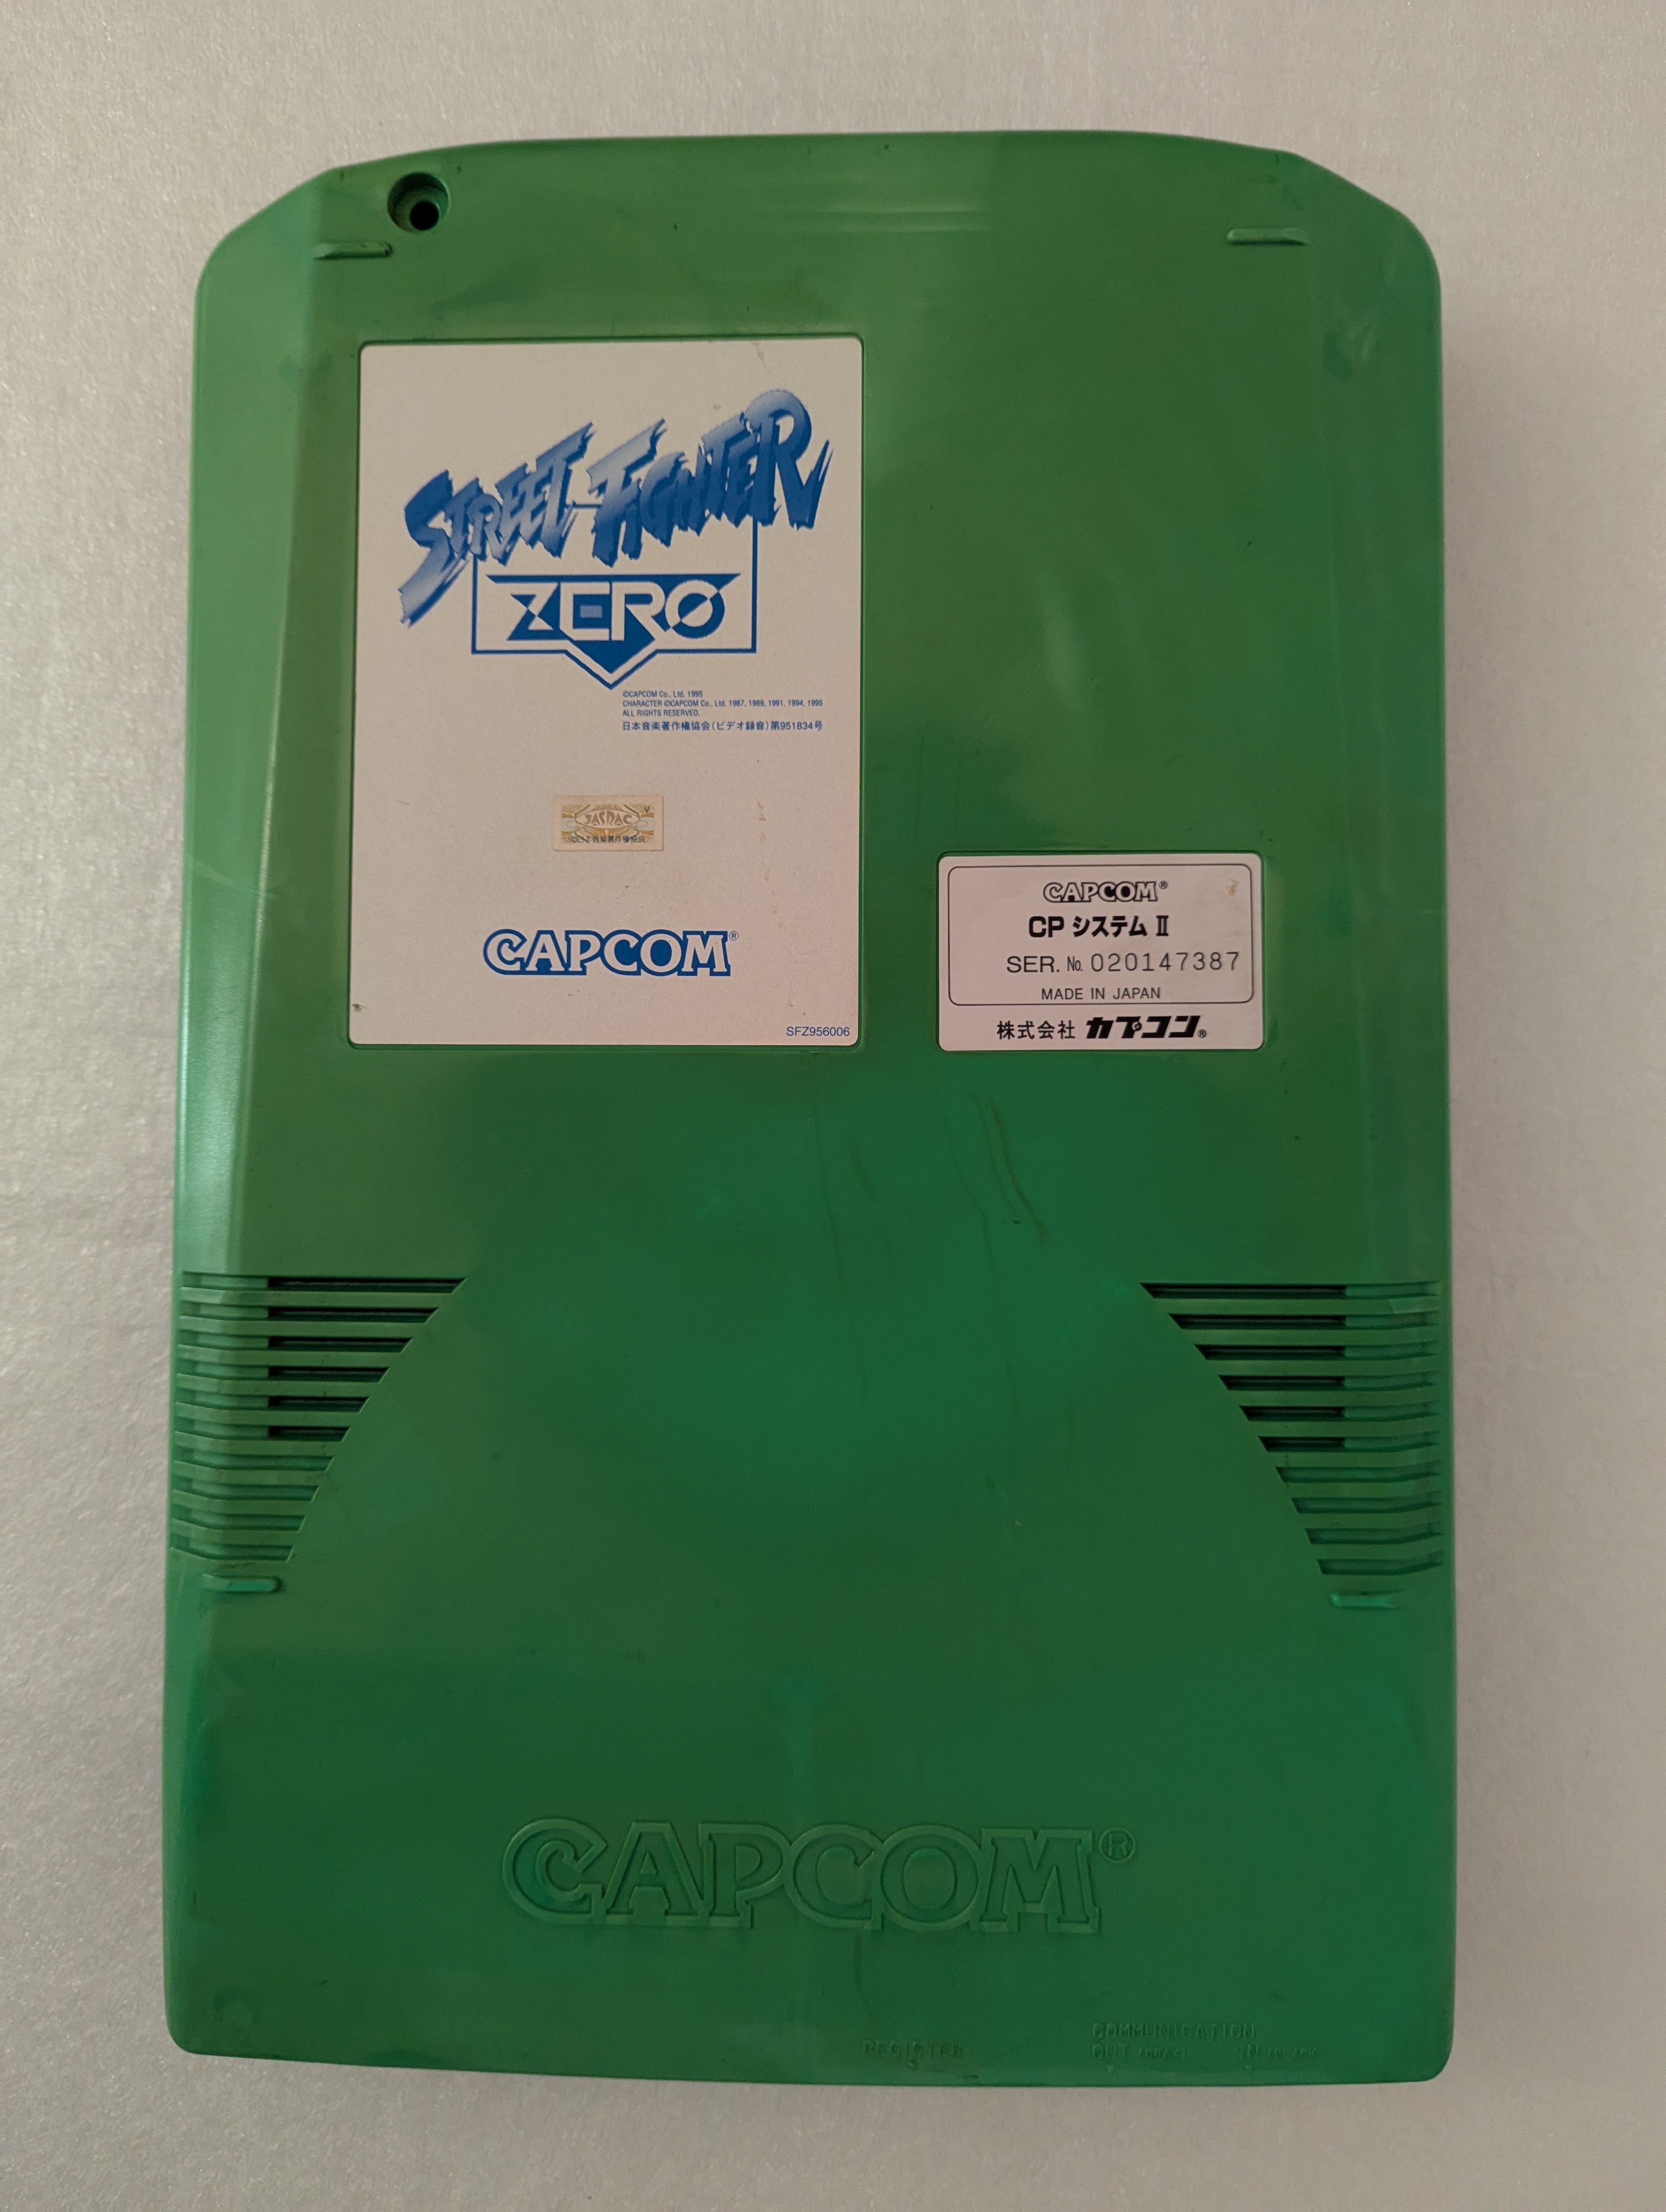 STREET FIGHTER
ZERO
©CAPCOM Co., Ltd. 1995
CHARACTER ©CAPCOM Co., Ltd. 1987, 1989, 1991, 1994, 1995
ALL RIGHTS RESERVED.
日本音楽著作権協会(ビデオ録音)第951834号
V
JASRAC
CAPCOM®
SFZ956006
CAPCOM®
CP システム II
SER. № 020147387
MADE IN JAPAN
株式会社 カプコン®
CAPCOM®
REGISTER
COMMUNICATION
OUT IN